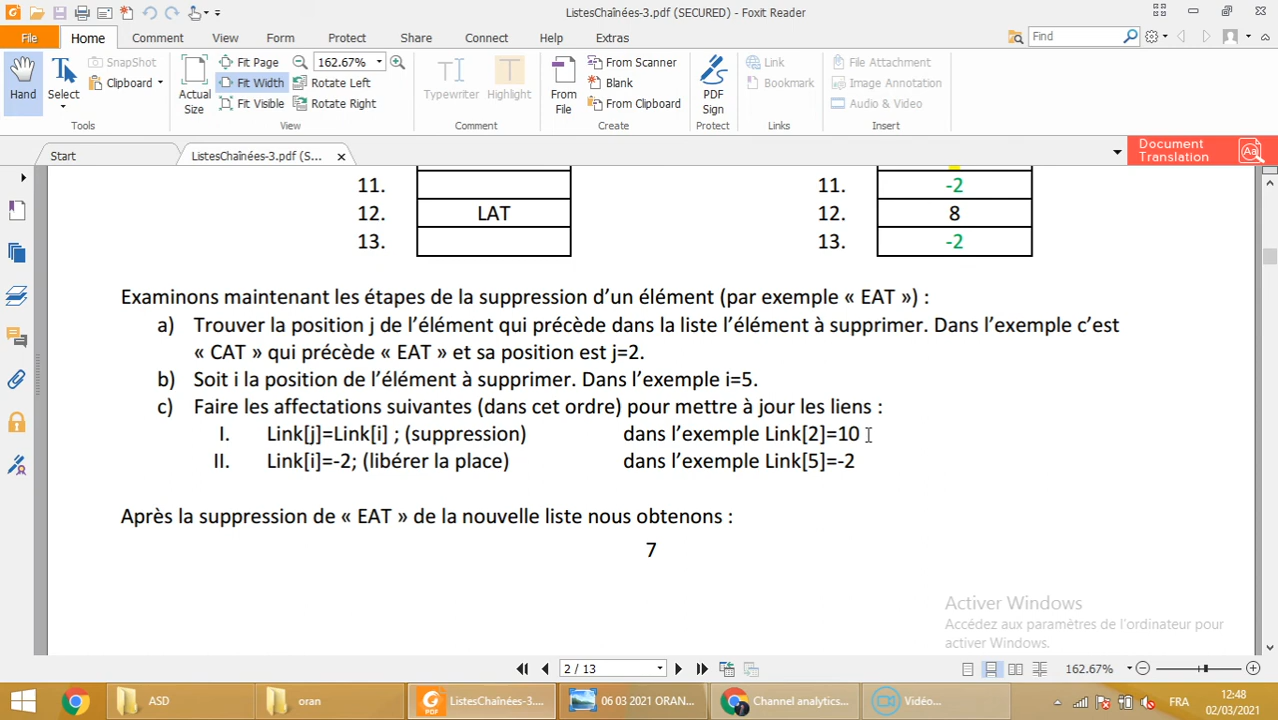 ListesChaînées-3.pdf (SECURED) - Foxit Reader
File Home Comment View Form Protect Share Connect Help Extras Find
Hand
Select
SnapShot
Clipboard
Tools
Actual Size
Fit Page
Fit Width
Fit Visible
162.67%
Rotate Left
Rotate Right
View
Typewriter
Highlight
Comment
From File
From Scanner
Blank
From Clipboard
Create
PDF Sign
Protect
Link
Bookmark
Links
File Attachment
Image Annotation
Audio & Video
Insert
Start
ListesChaînées-3.pdf (S...
Document Translation
11. 11. -2
12. LAT 12. 8
13. 13. -2
Examinons maintenant les étapes de la suppression d'un élément (par exemple « EAT ») :
a) Trouver la position j de l'élément qui précède dans la liste l'élément à supprimer. Dans l'exemple c'est
« CAT » qui précède « EAT » et sa position est j=2.
b) Soit i la position de l'élément à supprimer. Dans l'exemple i=5.
c) Faire les affectations suivantes (dans cet ordre) pour mettre à jour les liens :
I. Link[j]=Link[i] ; (suppression) dans l'exemple Link[2]=10
II. Link[i]=-2; (libérer la place) dans l'exemple Link[5]=-2
Après la suppression de « EAT » de la nouvelle liste nous obtenons :
7
Activer Windows
Accédez aux paramètres de l'ordinateur pour
activer Windows.
2 / 13
162.67%
ASD
oran
ListesChaînées-3....
06 03 2021 ORAN...
Channel analytics...
Vidéo...
FRA
12:48
02/03/2021